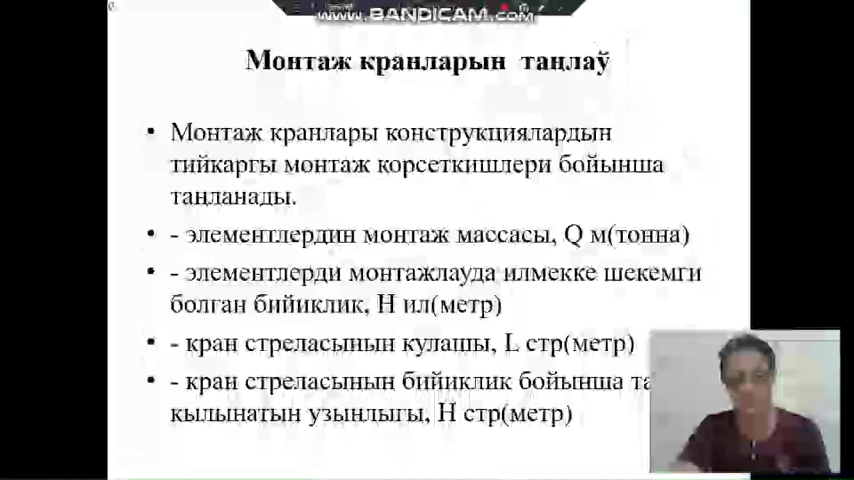 www.BANDICAM.com
Монтаж кранларын таңлаў
• Монтаж кранлары конструкциялардын
тийкаргы монтаж корсеткишлери бойынша
таңланады.
• - элементлердин монтаж массасы, Q м(тонна)
• - элементлерди монтажлауда илмекке шекемги
болган бийиклик, Н ил(метр)
• - кран стреласынын кулашы, L стр(метр)
• - кран стреласынын бийиклик бойынша
кылынатын узынлыгы, Н стр(метр)